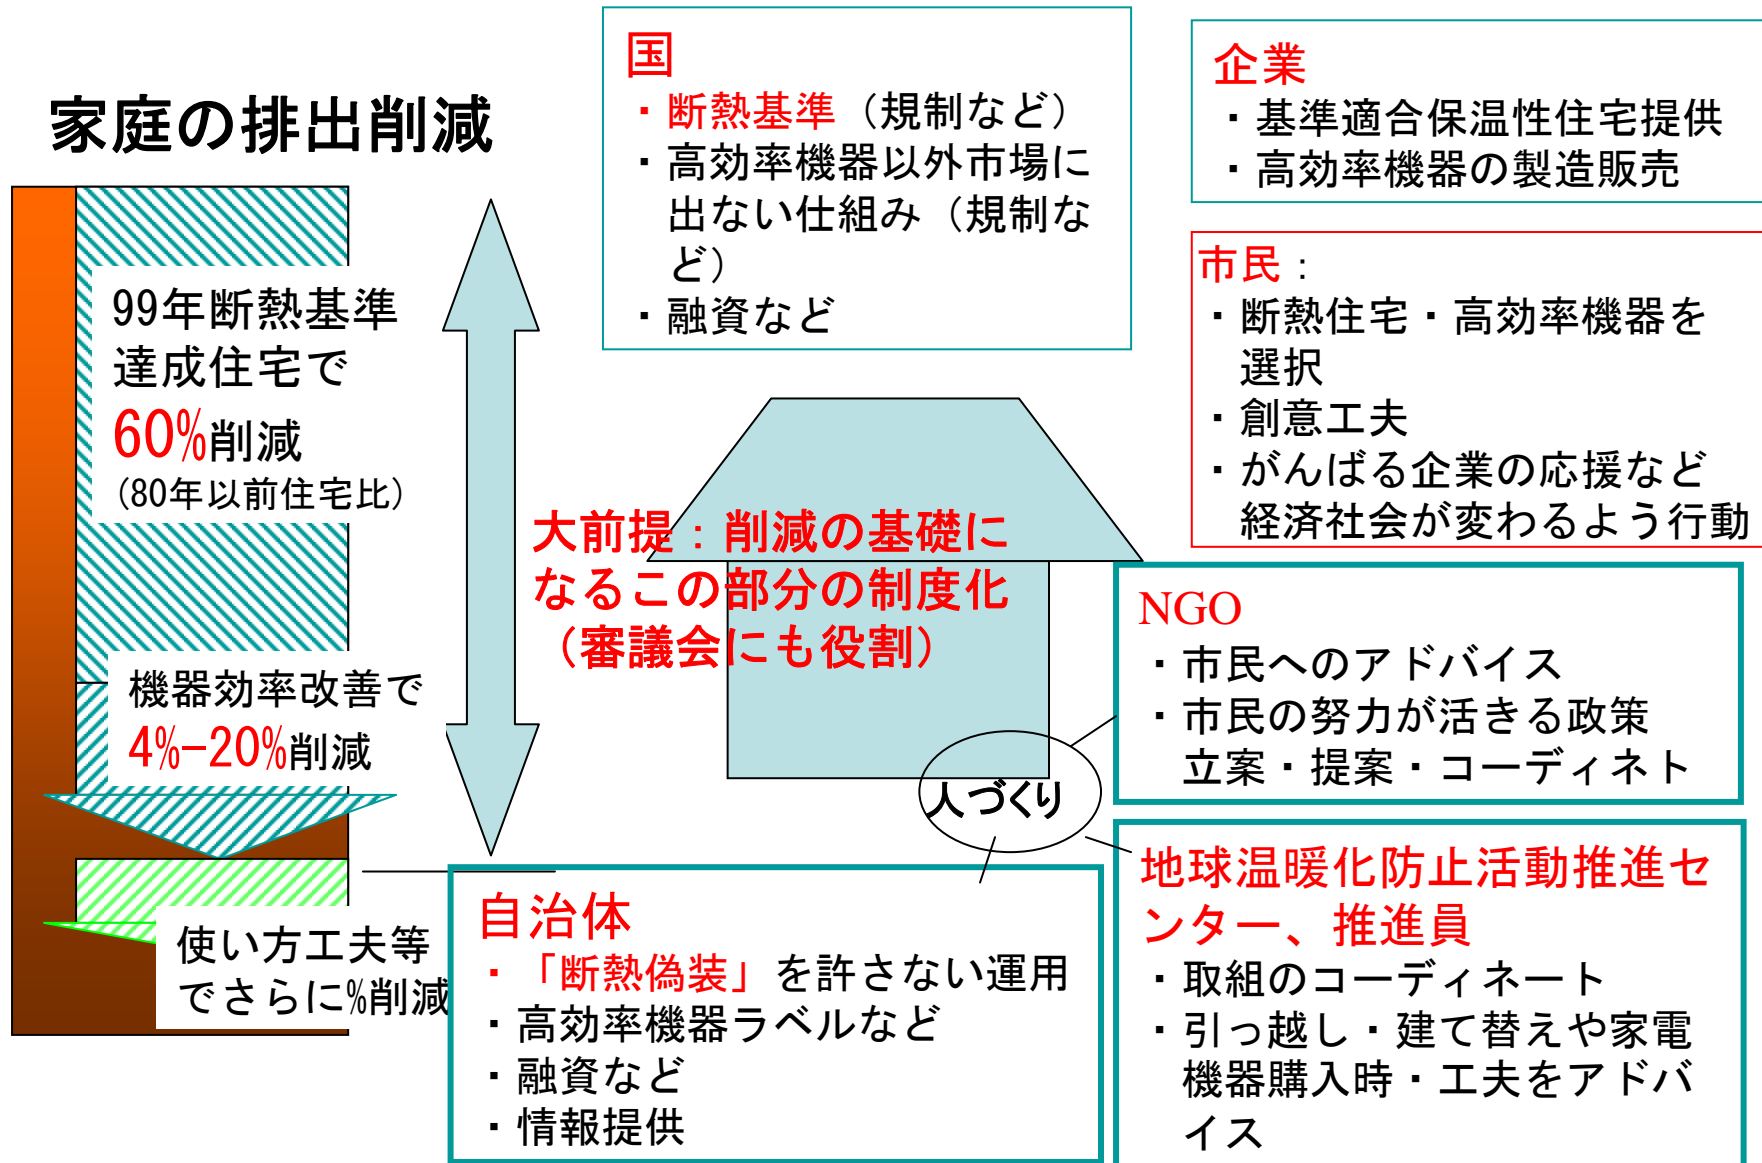 家庭の排出削減
99年断熱基準
達成住宅で
60%削減
(80年以前住宅比)
機器効率改善で
4%-20%削減
使い方工夫等
でさらに%削減
国
・断熱基準（規制など）
・高効率機器以外市場に
出ない仕組み（規制な
ど）
・融資など
大前提：削減の基礎に
なるこの部分の制度化
（審議会にも役割）
人づくり
企業
・基準適合保温性住宅提供
・高効率機器の製造販売
市民：
・断熱住宅・高効率機器を
選択
・創意工夫
・がんばる企業の応援など
経済社会が変わるよう行動
NGO
・市民へのアドバイス
・市民の努力が活きる政策
立案・提案・コーディネト
自治体
・「断熱偽装」を許さない運用
・高効率機器ラベルなど
・融資など
・情報提供
地球温暖化防止活動推進セ
ンター、推進員
・取組のコーディネート
・引っ越し・建て替えや家電
機器購入時・工夫をアドバ
イス